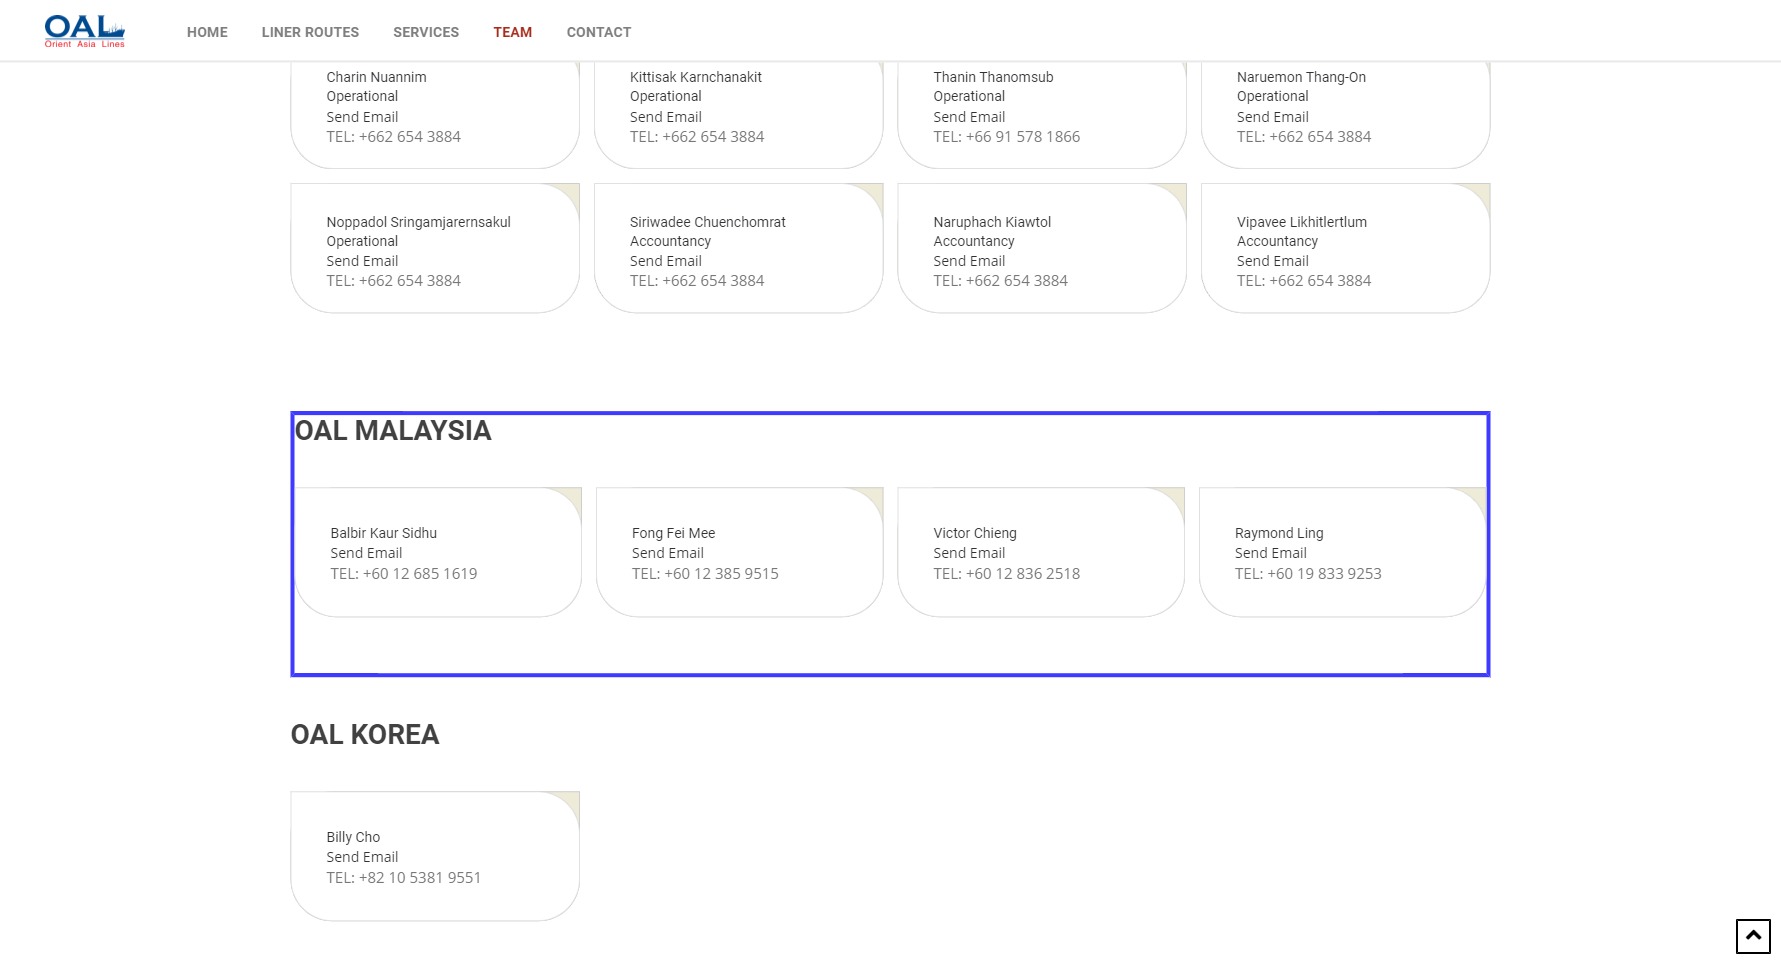 OAL
Orient Asia Lines
HOME
LINER ROUTES
SERVICES
TEAM
CONTACT
Charin Nuannim
Operational
Send Email
TEL: +662 654 3884
Kittisak Karnchanakit
Operational
Send Email
TEL: +662 654 3884
Thanin Thanomsub
Operational
Send Email
TEL: +66 91 578 1866
Naruemon Thang-On
Operational
Send Email
TEL: +662 654 3884
Noppadol Sringamjarernsakul
Operational
Send Email
TEL: +662 654 3884
Siriwadee Chuenchomrat
Accountancy
Send Email
TEL: +662 654 3884
Naruphach Kiawtol
Accountancy
Send Email
TEL: +662 654 3884
Vipavee Likhitlertlum
Accountancy
Send Email
TEL: +662 654 3884
OAL MALAYSIA
Balbir Kaur Sidhu
Send Email
TEL: +60 12 685 1619
Fong Fei Mee
Send Email
TEL: +60 12 385 9515
Victor Chieng
Send Email
TEL: +60 12 836 2518
Raymond Ling
Send Email
TEL: +60 19 833 9253
OAL KOREA
Billy Cho
Send Email
TEL: +82 10 5381 9551